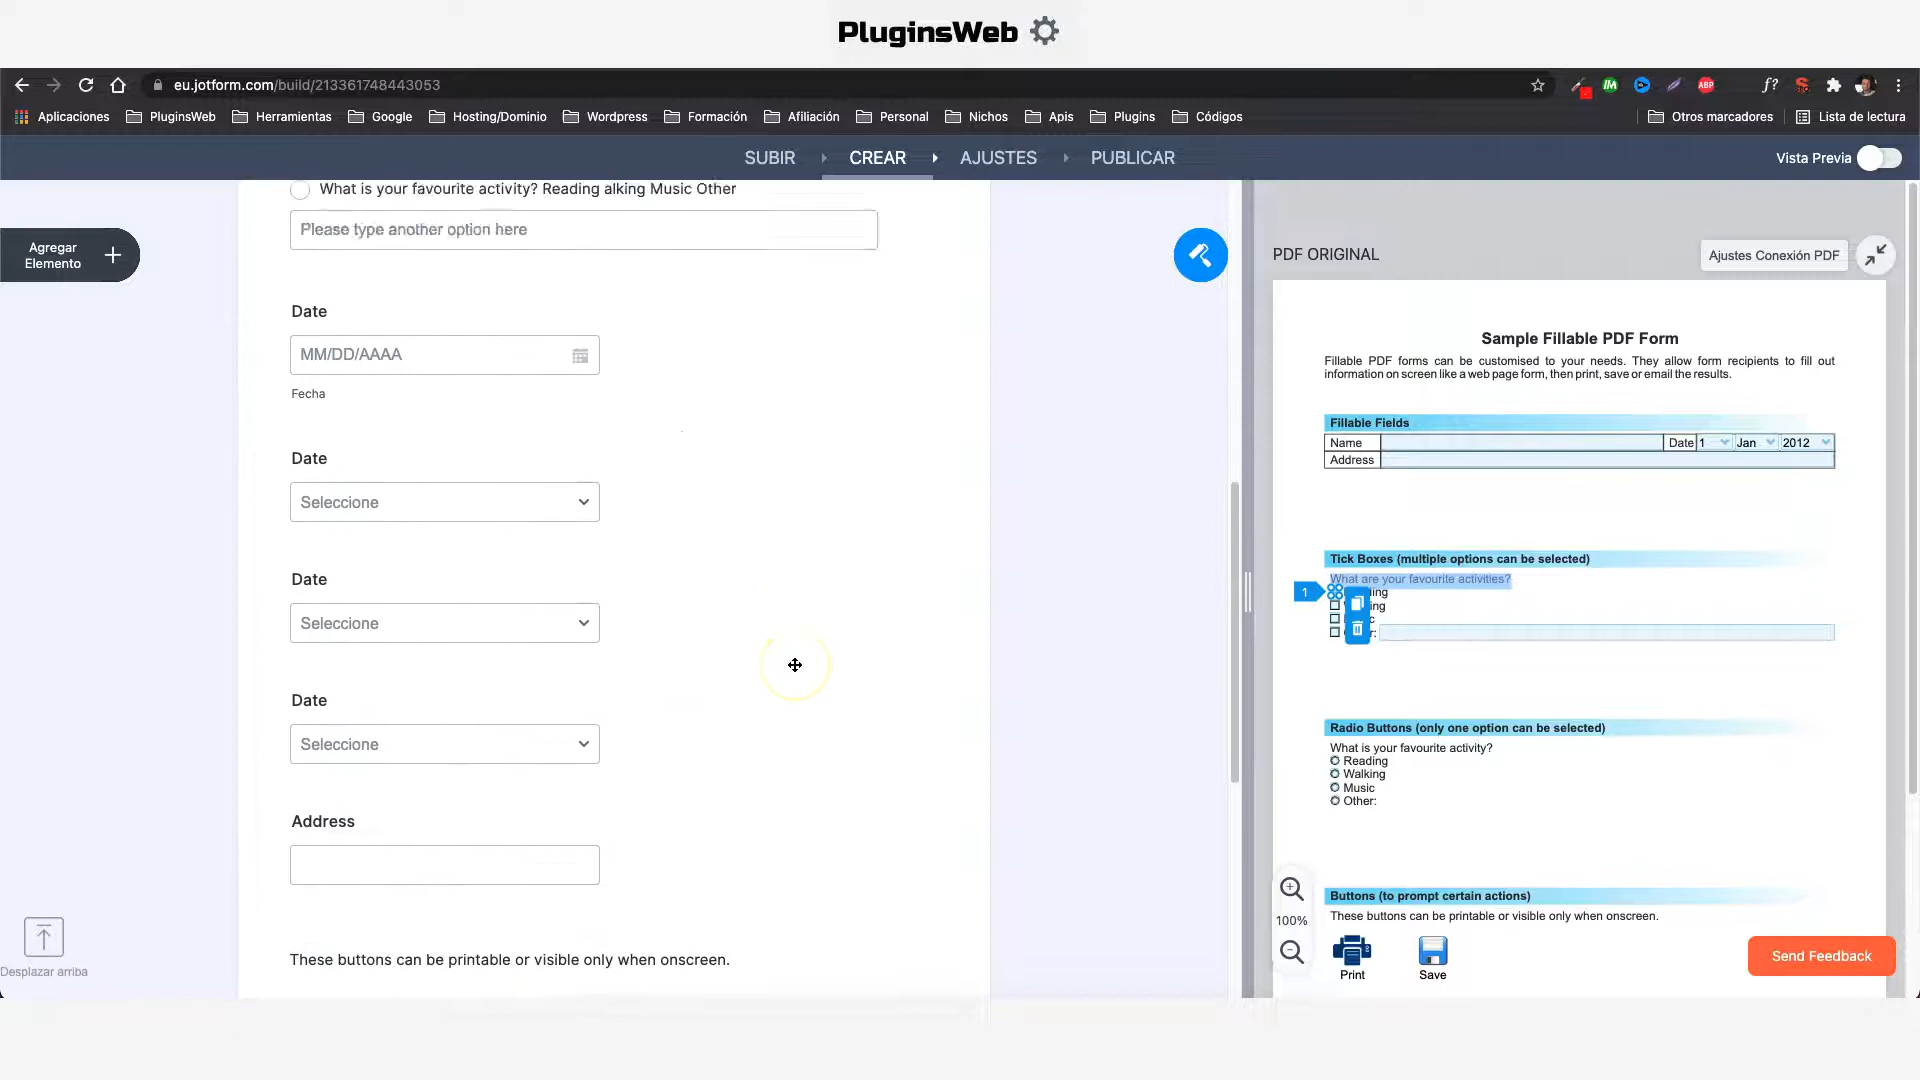 PluginsWeb
eu.jotform.com/build/213361748443053
ABP
f?
Aplicaciones
PluginsWeb
Herramientas
Google
Hosting/Dominio
Wordpress
Formación
Afiliación
Personal
Nichos
Apis
Plugins
Códigos
Otros marcadores
Lista de lectura
SUBIR
CREAR
AJUSTES
PUBLICAR
Vista Previa
Agregar
Elemento
What is your favourite activity? Reading alking Music Other
Please type another option here
Date
MM/DD/AAAA
Fecha
Date
Seleccione
Date
Seleccione
Date
Seleccione
Address
These buttons can be printable or visible only when onscreen.
Desplazar arriba
PDF ORIGINAL
Ajustes Conexión PDF
Sample Fillable PDF Form
Fillable PDF forms can be customised to your needs. They allow form recipients to fill out
information on screen like a web page form, then print, save or email the results.
Fillable Fields
Name
Date 1 Jan 2012
Address
Tick Boxes (multiple options can be selected)
What are your favourite activities?
1
Radio Buttons (only one option can be selected)
What is your favourite activity?
Reading
Walking
Music
Other:
Buttons (to prompt certain actions)
These buttons can be printable or visible only when onscreen.
Print
Save
100%
Send Feedback